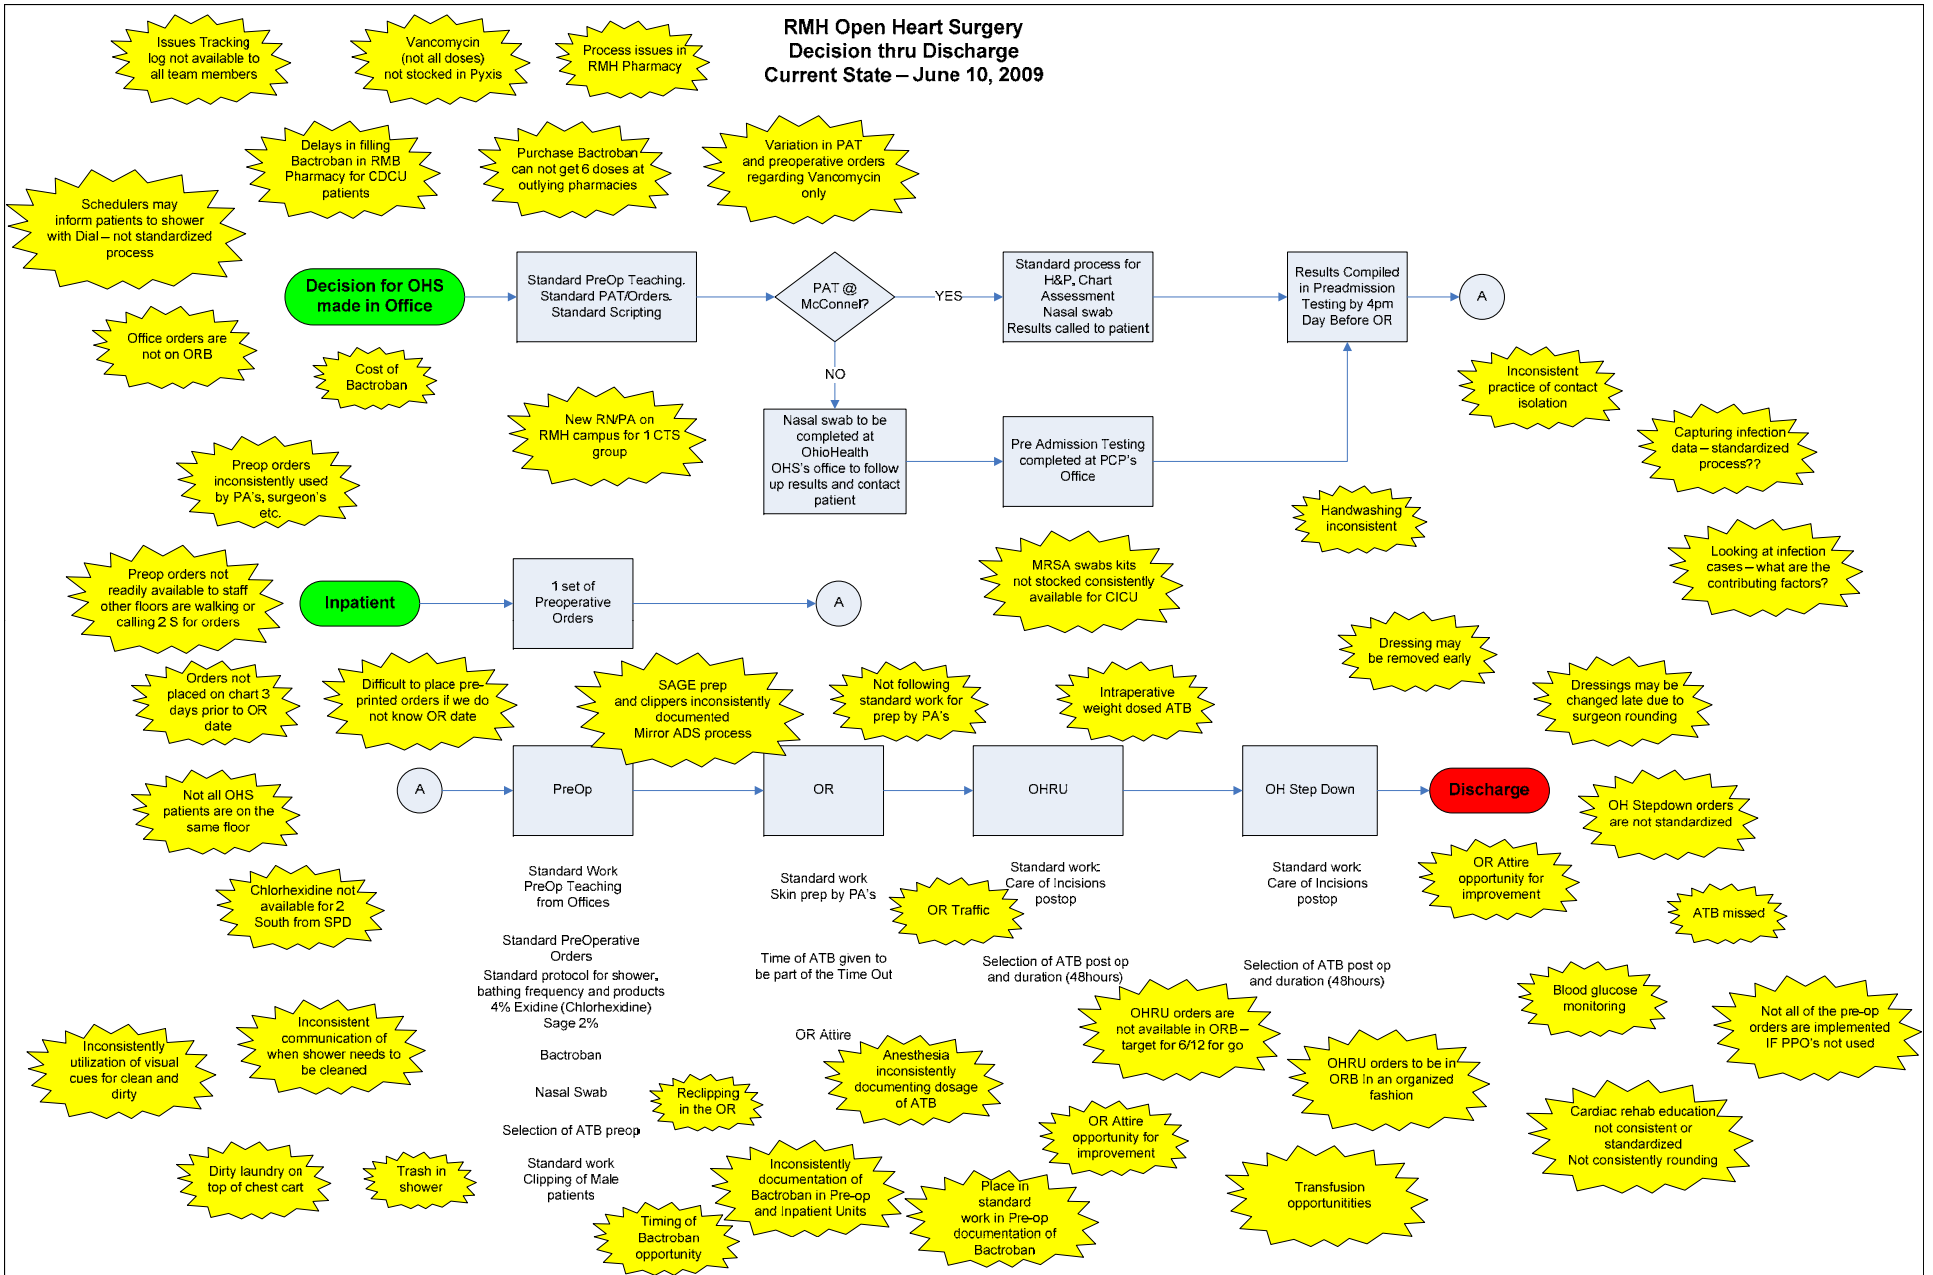 RMH Open Heart Surgery
Decision thru Discharge
Current State – June 10, 2009
Issues Tracking
log not available to
all team members
Vancomycin
(not all doses)
not stocked in Pyxis
Process issues in
RMH Pharmacy
Delays in filling
Bactroban in RMB
Pharmacy for CDCU
patients
Purchase Bactroban
can not get 6 doses at
outlying pharmacies
Variation in PAT
and preoperative orders
regarding Vancomycin
only
Schedulers may
inform patients to shower
with Dial – not standardized
process
Decision for OHS
made in Office
Standard PreOp Teaching.
Standard PAT/Orders.
Standard Scripting
PAT @
McConnel?
YES
Standard process for
H&P, Chart
Assessment
Nasal swab
Results called to patient
Results Compiled
in Preadmission
Testing by 4pm
Day Before OR
A
Office orders are
not on ORB
Cost of
Bactroban
NO
Inconsistent
practice of contact
isolation
New RN/PA on
RMH campus for 1 CTS
group
Nasal swab to be
completed at
OhioHealth
OHS's office to follow
up results and contact
patient
Pre Admission Testing
completed at PCP's
Office
Capturing infection
data – standardized
process??
Preop orders
inconsistently used
by PA's, surgeon's
etc.
Handwashing
inconsistent
Looking at infection
cases – what are the
contributing factors?
Preop orders not
readily available to staff
other floors are walking or
calling 2 S for orders
Inpatient
1 set of
Preoperative
Orders
A
MRSA swabs kits
not stocked consistently
available for CICU
Dressing may
be removed early
Orders not
placed on chart 3
days prior to OR
date
Difficult to place pre-
printed orders if we do
not know OR date
SAGE prep
and clippers inconsistently
documented
Mirror ADS process
Not following
standard work for
prep by PA's
Intraperative
weight dosed ATB
Dressings may be
changed late due to
surgeon rounding
Not all OHS
patients are on the
same floor
A
PreOp
OR
OHRU
OH Step Down
Discharge
OH Stepdown orders
are not standardized
Chlorhexidine not
available for 2
South from SPD
Standard Work
PreOp Teaching
from Offices
Standard work
Skin prep by PA's
OR Traffic
Standard work:
Care of Incisions
postop
Standard work:
Care of Incisions
postop
OR Attire
opportunity for
improvement
ATB missed
Standard PreOperative
Orders
Standard protocol for shower,
bathing frequency and products
4% Exidine (Chlorhexidine)
Sage 2%
Time of ATB given to
be part of the Time Out
Selection of ATB post op
and duration (48hours)
Selection of ATB post op
and duration (48hours)
Blood glucose
monitoring
Not all of the pre-op
orders are implemented
IF PPO's not used
Inconsistently
utilization of visual
cues for clean and
dirty
Inconsistent
communication of
when shower needs to
be cleaned
Bactroban
OR Attire
Anesthesia
inconsistently
documenting dosage
of ATB
OHRU orders are
not available in ORB –
target for 6/12 for go
OHRU orders to be in
ORB In an organized
fashion
Nasal Swab
Reclipping
in the OR
Cardiac rehab education
not consistent or
standardized
Not consistently rounding
Selection of ATB preop
OR Attire
opportunity for
improvement
Dirty laundry on
top of chest cart
Trash in
shower
Standard work
Clipping of Male
patients
Inconsistently
documentation of
Bactroban in Pre-op
and Inpatient Units
Place in
standard
work in Pre-op
documentation of
Bactroban
Transfusion
opportunitities
Timing of
Bactroban
opportunity